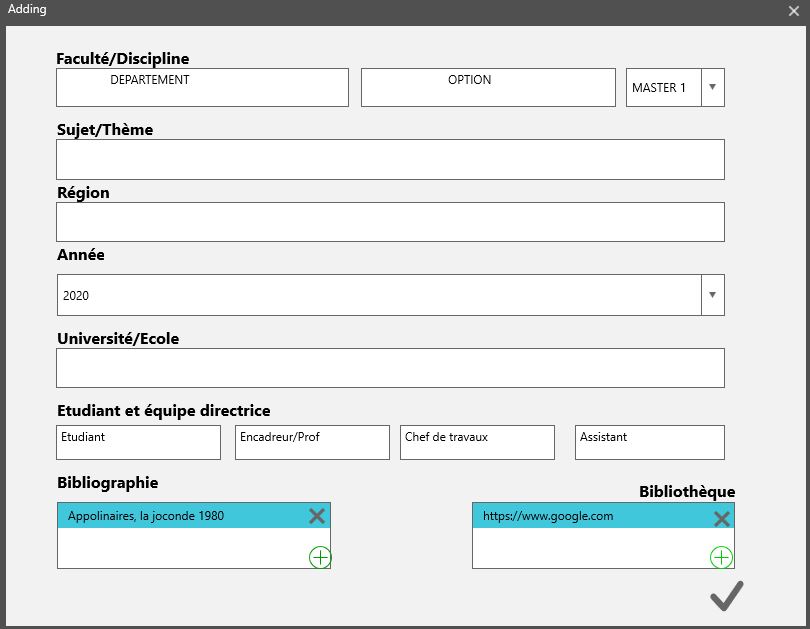 Adding
Faculté/Discipline
DEPARTEMENT
OPTION
MASTER 1
Sujet/Thème
Région
Année
2020
Université/Ecole
Etudiant et équipe directrice
Etudiant
Encadreur/Prof
Chef de travaux
Assistant
Bibliographie
Bibliothèque
Appolinaires, la joconde 1980
https://www.google.com